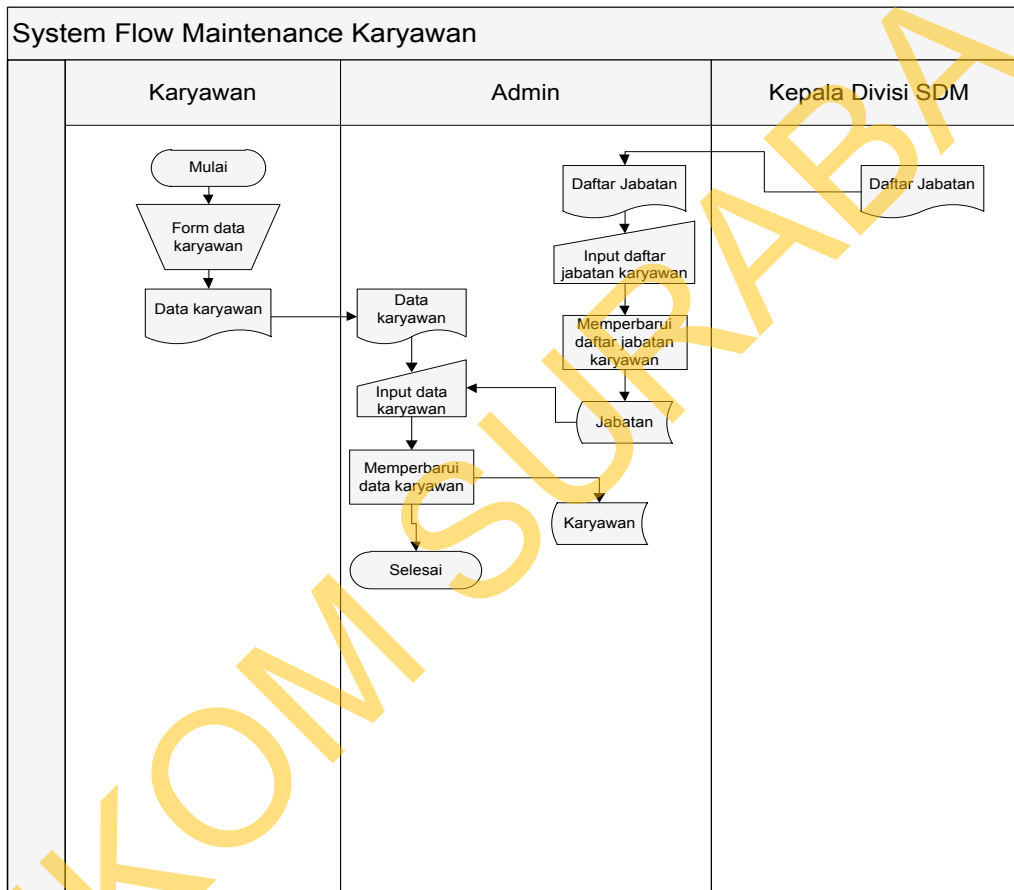 System Flow Maintenance Karyawan
Karyawan
Admin
Kepala Divisi SDM
Mulai
Form data
karyawan
Data karyawan
Data
karyawan
Input data
karyawan
Memperbarui
data karyawan
Selesai
Daftar Jabatan
Input daftar
jabatan karyawan
Memperbarui
daftar jabatan
karyawan
Jabatan
Karyawan
Daftar Jabatan
IKOM SURABA